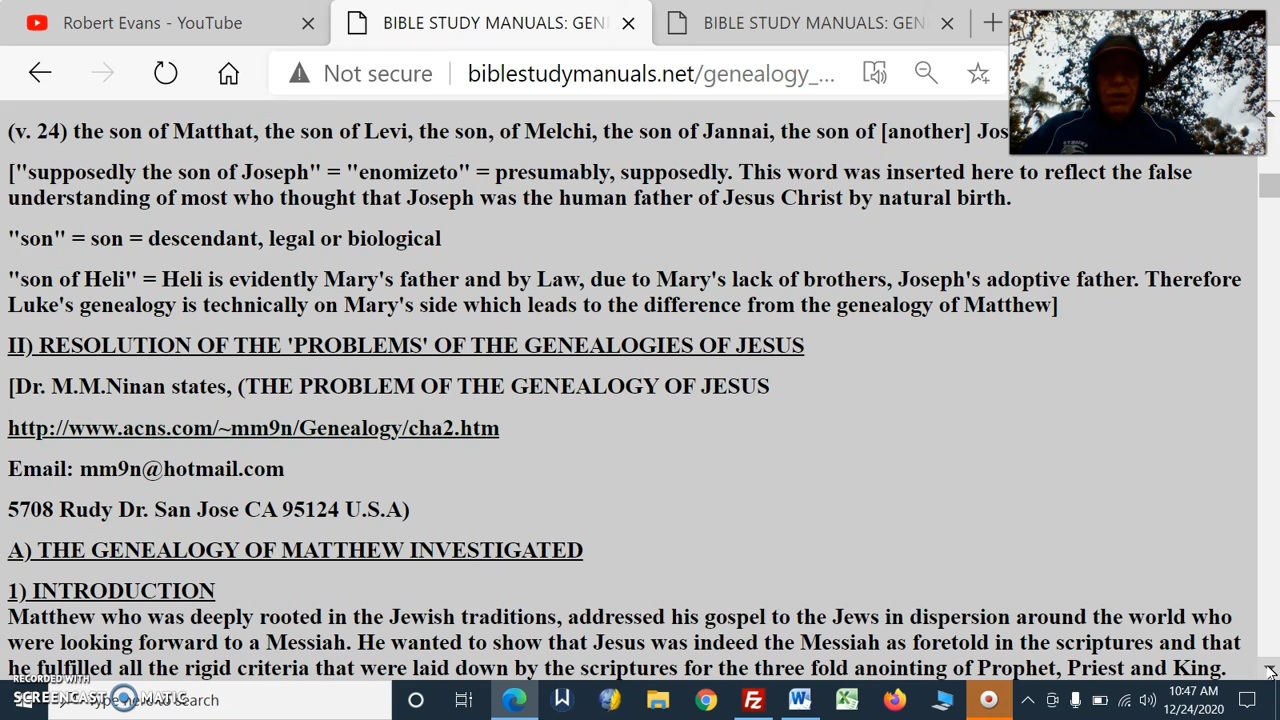 Robert Evans - YouTube
BIBLE STUDY MANUALS: GEN
BIBLE STUDY MANUALS: GEN
Not secure
biblestudymanuals.net/genealogy_...
(v. 24) the son of Matthat, the son of Levi, the son, of Melchi, the son of Jannai, the son of [another] Jos
["supposedly the son of Joseph" = "enomizeto" = presumably, supposedly. This word was inserted here to reflect the false
understanding of most who thought that Joseph was the human father of Jesus Christ by natural birth.
"son" = son = descendant, legal or biological
"son of Heli" = Heli is evidently Mary's father and by Law, due to Mary's lack of brothers, Joseph's adoptive father. Therefore
Luke's genealogy is technically on Mary's side which leads to the difference from the genealogy of Matthew]
II) RESOLUTION OF THE 'PROBLEMS' OF THE GENEALOGIES OF JESUS
[Dr. M.M.Ninan states, (THE PROBLEM OF THE GENEALOGY OF JESUS
http://www.acns.com/~mm9n/Genealogy/cha2.htm
Email: mm9n@hotmail.com
5708 Rudy Dr. San Jose CA 95124 U.S.A)
A) THE GENEALOGY OF MATTHEW INVESTIGATED
1) INTRODUCTION
Matthew who was deeply rooted in the Jewish traditions, addressed his gospel to the Jews in dispersion around the world who
were looking forward to a Messiah. He wanted to show that Jesus was indeed the Messiah as foretold in the scriptures and that
he fulfilled all the rigid criteria that were laid down by the scriptures for the three fold anointing of Prophet, Priest and King.
RECORDED WITH
SCREENCAST MATIC
Type here to search
10:47 AM
12/24/2020